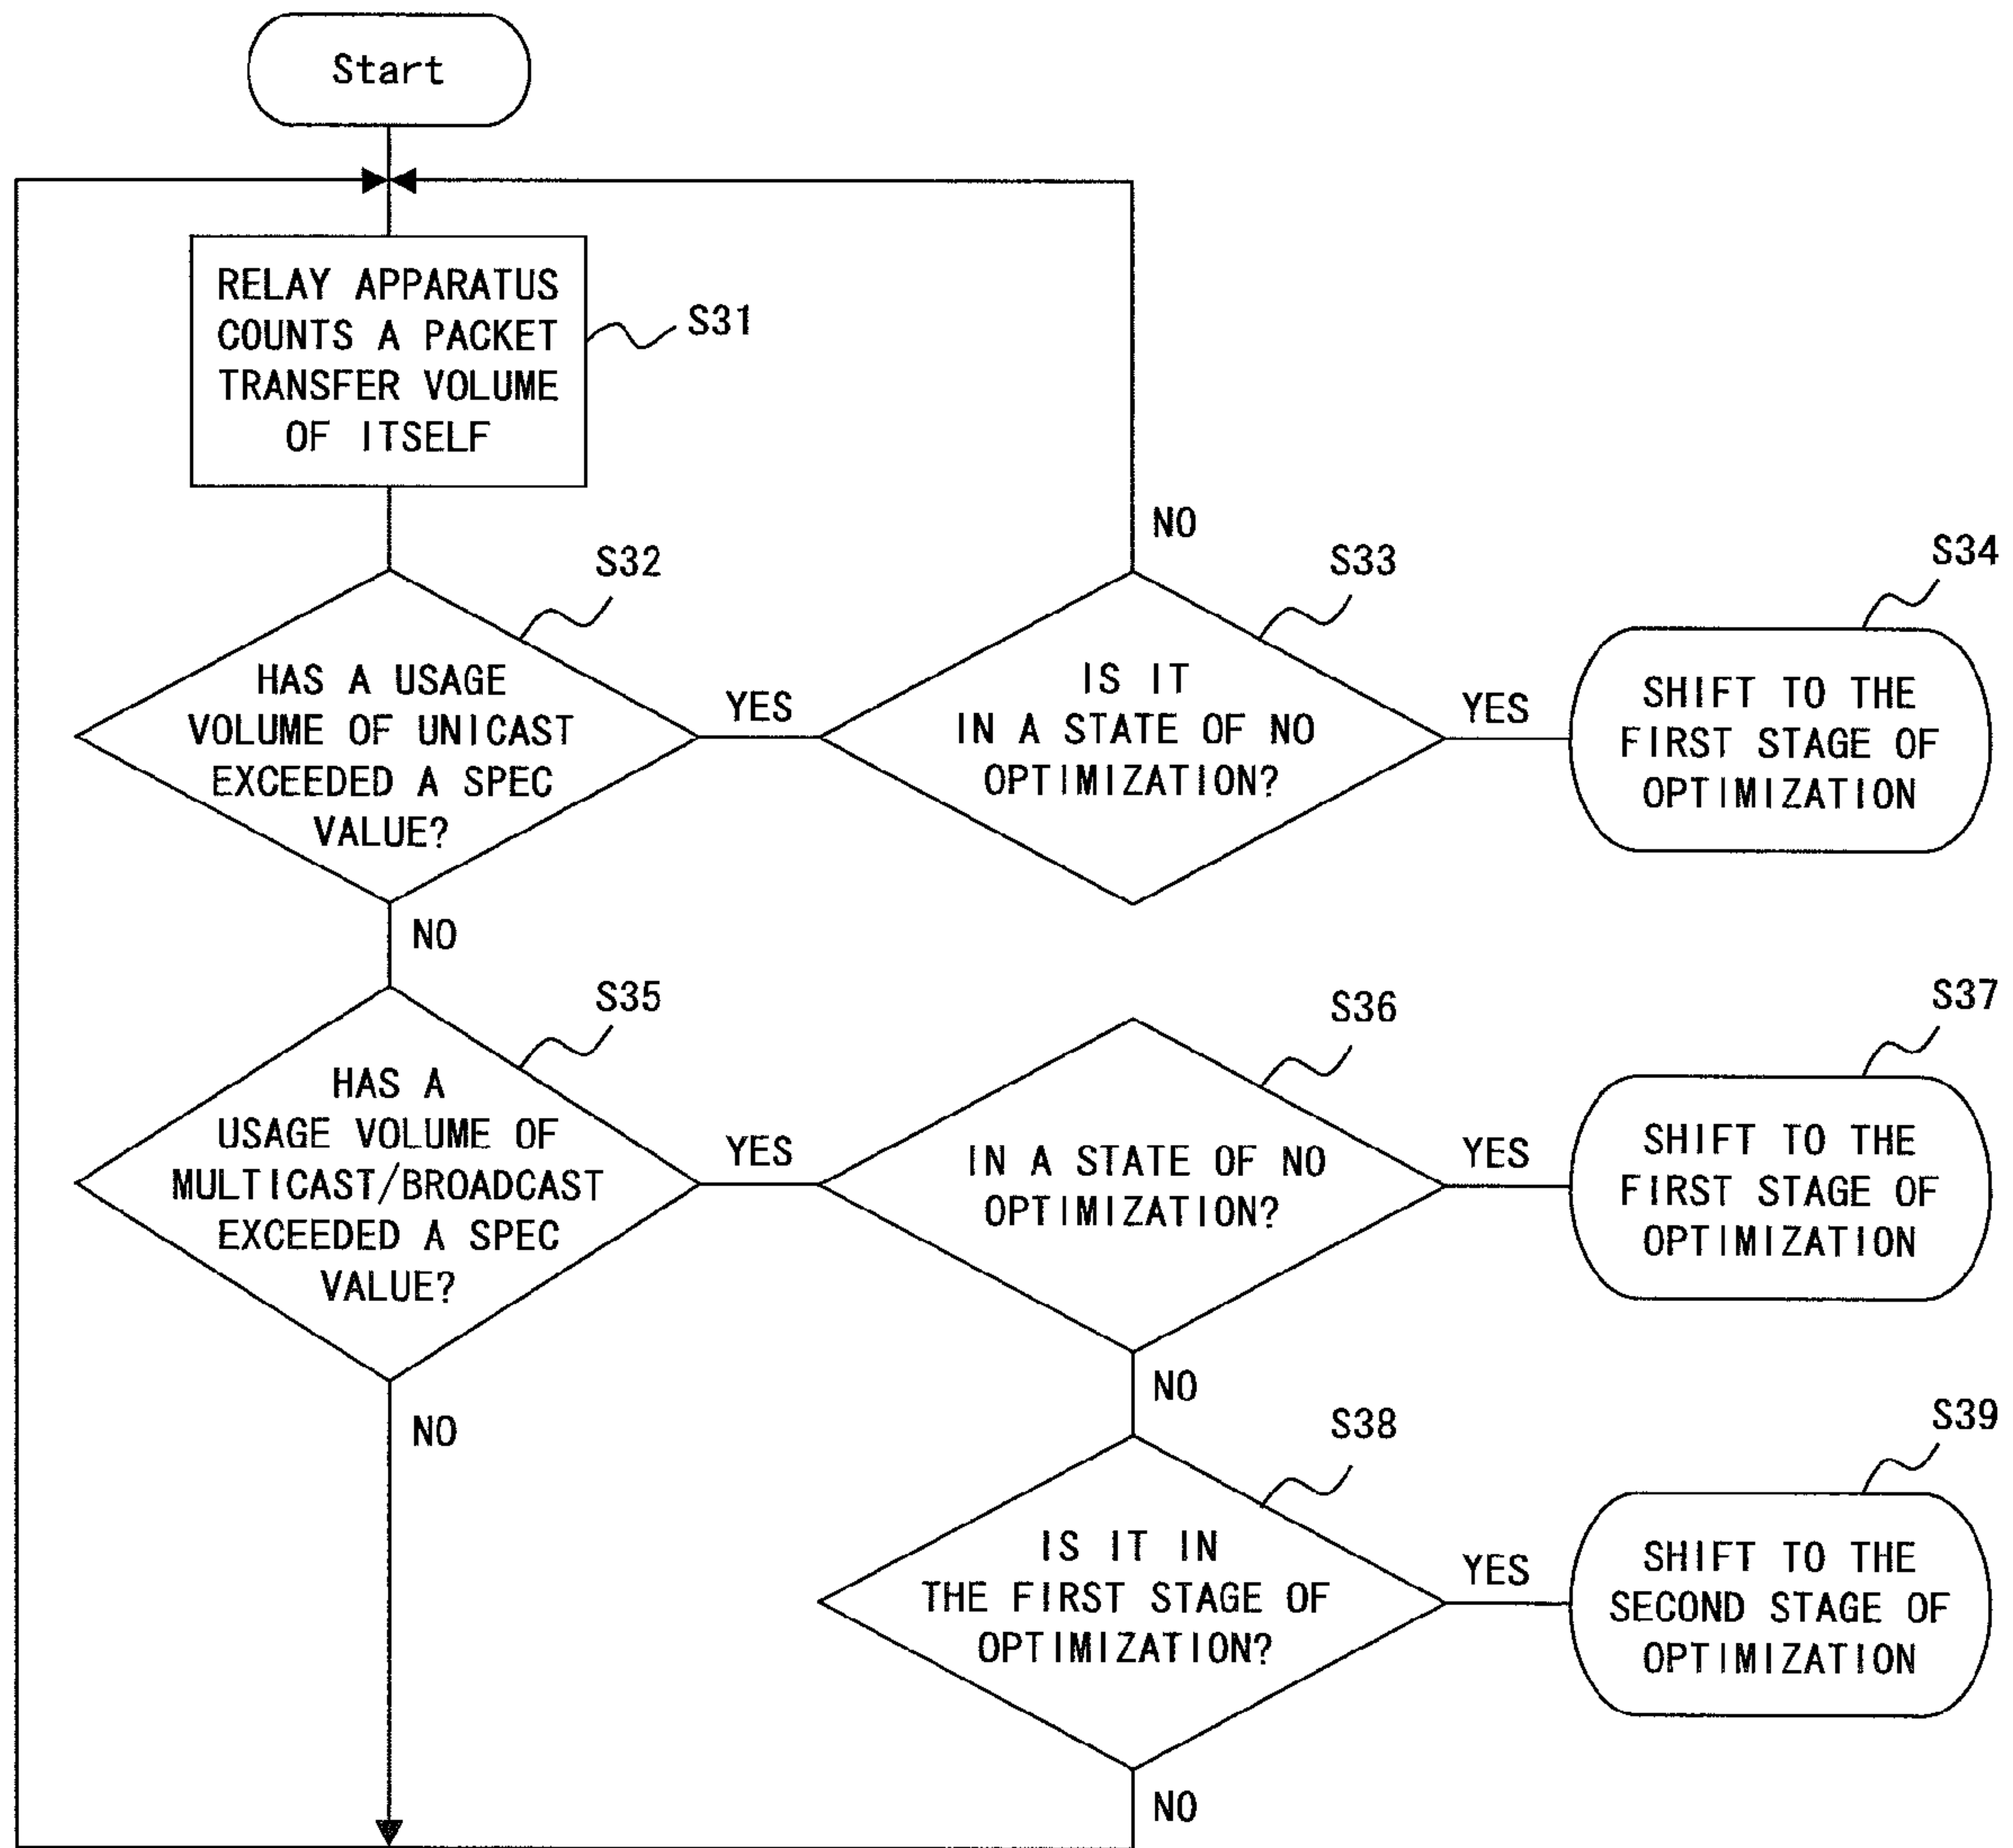 Start
RELAY APPARATUS
COUNTS A PACKET
TRANSFER VOLUME
OF ITSELF
S31
S32
HAS A USAGE
VOLUME OF UNICAST
EXCEEDED A SPEC
VALUE?
YES
NO
S33
IS IT
IN A STATE OF NO
OPTIMIZATION?
NO
YES
S34
SHIFT TO THE
FIRST STAGE OF
OPTIMIZATION
S35
HAS A
USAGE VOLUME OF
MULTICAST/BROADCAST
EXCEEDED A SPEC
VALUE?
YES
NO
S36
IN A STATE OF NO
OPTIMIZATION?
YES
NO
S37
SHIFT TO THE
FIRST STAGE OF
OPTIMIZATION
S38
IS IT IN
THE FIRST STAGE OF
OPTIMIZATION?
YES
NO
S39
SHIFT TO THE
SECOND STAGE OF
OPTIMIZATION